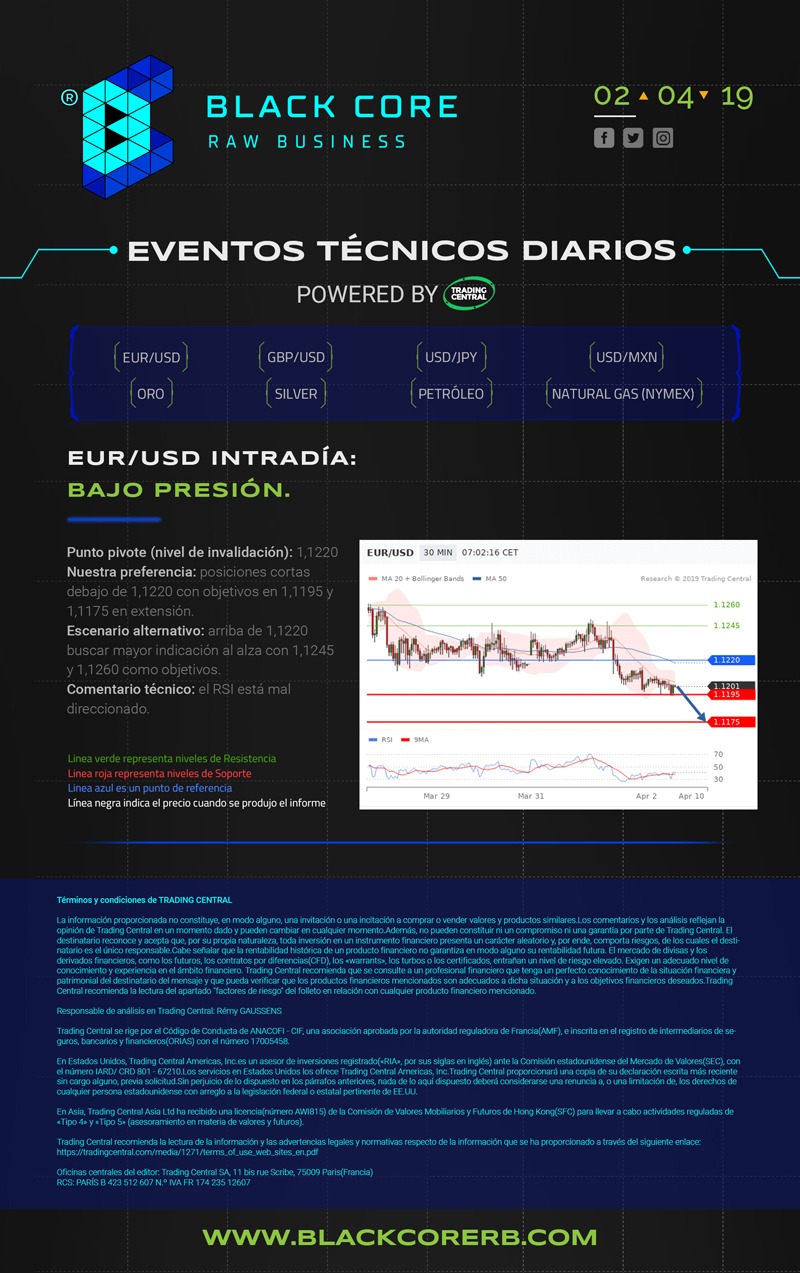 ®
BLACK CORE
RAW BUSINESS
02 04 19
EVENTOS TÉCNICOS DIARIOS
POWERED BY TRADING CENTRAL
EUR/USD GBP/USD USD/JPY USD/MXN
ORO SILVER PETRÓLEO NATURAL GAS (NYMEX)
EUR/USD INTRADÍA:
BAJO PRESIÓN.
Punto pivote (nivel de invalidación): 1,1220
Nuestra preferencia: posiciones cortas
debajo de 1,1220 con objetivos en 1,1195 y
1,1175 en extensión.
Escenario alternativo: arriba de 1,1220
buscar mayor indicación al alza con 1,1245
y 1,1260 como objetivos.
Comentario técnico: el RSI está mal
direccionado.
Linea verde representa niveles de Resistencia
Linea roja representa niveles de Soporte
Linea azul es un punto de referencia
Línea negra indica el precio cuando se produjo el informe
EUR/USD 30 MIN 07:02:16 CET
MA 20 + Bollinger Bands MA 50 Research © 2019 Trading Central
1.1260
1.1245
1.1220
1.1201
1.1195
1.1175
RSI 9MA
70
50
30
Mar 29 Mar 31 Apr 2 Apr 10
Términos y condiciones de TRADING CENTRAL
La información proporcionada no constituye, en modo alguno, una invitación o una incitación a comprar o vender valores y productos similares.Los comentarios y los análisis reflejan la
opinión de Trading Central en un momento dado y pueden cambiar en cualquier momento.Además, no pueden constituir ni un compromiso ni una garantía por parte de Trading Central. El
destinatario reconoce y acepta que, por su propia naturaleza, toda inversión en un instrumento financiero presenta un carácter aleatorio y, por ende, comporta riesgos, de los cuales el desti-
natario es el único responsable.Cabe señalar que la rentabilidad histórica de un producto financiero no garantiza en modo alguno su rentabilidad futura. El mercado de divisas y los
derivados financieros, como los futuros, los contratos por diferencias(CFD), los «warrants», los turbos o los certificados, entrañan un nivel de riesgo elevado. Exigen un adecuado nivel de
conocimiento y experiencia en el ámbito financiero. Trading Central recomienda que se consulte a un profesional financiero que tenga un perfecto conocimiento de la situación financiera y
patrimonial del destinatario del mensaje y que pueda verificar que los productos financieros mencionados son adecuados a dicha situación y a los objetivos financieros deseados.Trading
Central recomienda la lectura del apartado "factores de riesgo" del folleto en relación con cualquier producto financiero mencionado.
Responsable de análisis en Trading Central: Rémy GAUSSENS
Trading Central se rige por el Código de Conducta de ANACOFI - CIF, una asociación aprobada por la autoridad reguladora de Francia(AMF), e inscrita en el registro de intermediarios de se-
guros, bancarios y financieros(ORIAS) con el número 17005458.
En Estados Unidos, Trading Central Americas, Inc.es un asesor de inversiones registrado(«RIA», por sus siglas en inglés) ante la Comisión estadounidense del Mercado de Valores(SEC), con
el número IARD/ CRD 801 - 67210.Los servicios en Estados Unidos los ofrece Trading Central Americas, Inc.Trading Central proporcionará una copia de su declaración escrita más reciente
sin cargo alguno, previa solicitud.Sin perjuicio de lo dispuesto en los párrafos anteriores, nada de lo aquí dispuesto deberá considerarse una renuncia a, o una limitación de, los derechos de
cualquier persona estadounidense con arreglo a la legislación federal o estatal pertinente de EE.UU.
En Asia, Trading Central Asia Ltd ha recibido una licencia(número AWI815) de la Comisión de Valores Mobiliarios y Futuros de Hong Kong(SFC) para llevar a cabo actividades reguladas de
«Tipo 4» y «Tipo 5» (asesoramiento en materia de valores y futuros).
Trading Central recomienda la lectura de la información y las advertencias legales y normativas respecto de la información que se ha proporcionado a través del siguiente enlace:
https://tradingcentral.com/media/1271/terms_of_use_web_sites_en.pdf
Oficinas centrales del editor: Trading Central SA, 11 bis rue Scribe, 75009 Paris(Francia)
RCS: PARÍS B 423 512 607 N.º IVA FR 174 235 12607
WWW.BLACKCORERB.COM